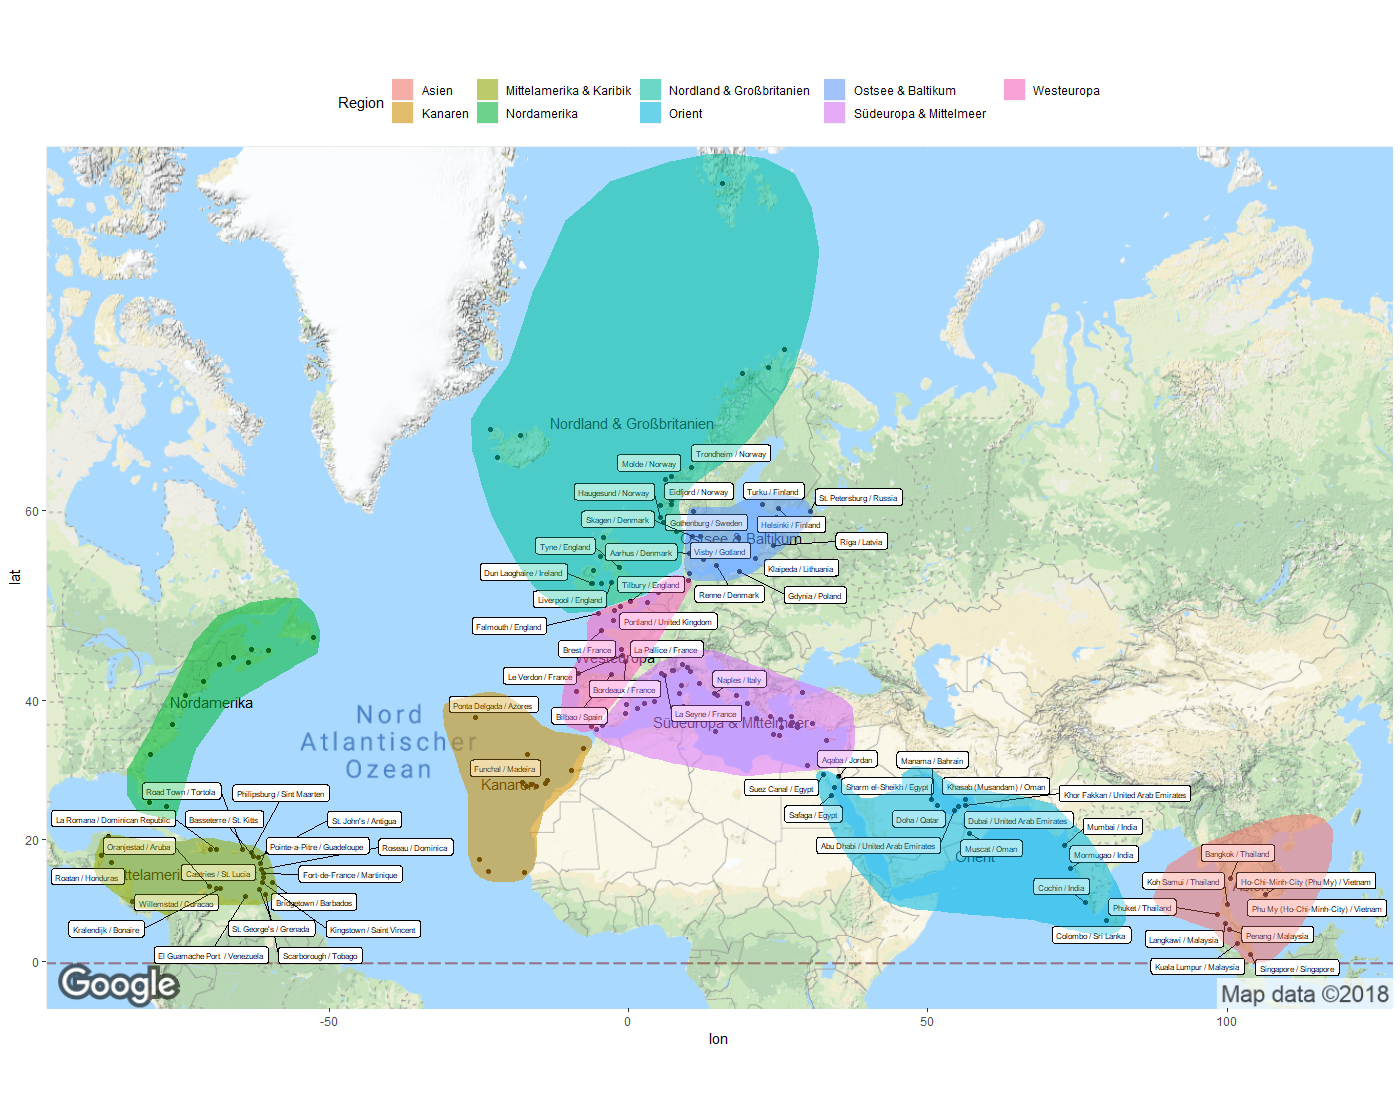 Region
Asien
Mittelamerika & Karibik
Nordland & Großbritanien
Ostsee & Baltikum
Westeuropa
Kanaren
Nordamerika
Orient
Südeuropa & Mittelmeer
lat
60
40
20
0
Nordland & Großbritanien
Trondheim / Norway
Molde / Norway
Haugesund / Norway
Eidfjord / Norway
Turku / Finland
St. Petersburg / Russia
Skagen / Denmark
Gothenburg / Sweden
Helsinki / Finland
Ostsee & Baltikum
Riga / Latvia
Tyne / England
Aarhus / Denmark
Visby / Gotland
Klaipeda / Lithuania
Dun Laoghaire / Ireland
Tilbury / England
Renne / Denmark
Gdynia / Poland
Liverpool / England
Falmouth / England
Portland / United Kingdom
Brest / France
La Pallice / France
Westeuropa
Le Verdon / France
Naples / Italy
Bordeaux / France
Bilbao / Spain
La Seyne / France
Südeuropa & Mittelmeer
Nordamerika
Ponta Delgada / Azores
Nord
Atlantischer
Ozean
Funchal / Madeira
Kanaren
Aqaba / Jordan
Manama / Bahrain
Suez Canal / Egypt
Sharm el-Sheikh / Egypt
Khasab (Musandam) / Oman
Khor Fakkan / United Arab Emirates
Safaga / Egypt
Doha / Qatar
Dubai / United Arab Emirates
Mumbai / India
Abu Dhabi / United Arab Emirates
Muscat / Oman
Mormugao / India
Orient
Cochin / India
Colombo / Sri Lanka
Road Town / Tortola
Philipsburg / Sint Maarten
La Romana / Dominican Republic
Basseterre / St. Kitts
St. John's / Antigua
Oranjestad / Aruba
Pointe-a-Pitre / Guadeloupe
Roseau / Dominica
Roatan / Honduras
Castries / St. Lucia
Fort-de-France / Martinique
Willemstad / Curacao
Bridgetown / Barbados
Kralendijk / Bonaire
St. George's / Grenada
Kingstown / Saint Vincent
El Guamache Port / Venezuela
Scarborough / Tobago
Bangkok / Thailand
Koh Samui / Thailand
Ho-Chi-Minh-City (Phu My) / Vietnam
Phuket / Thailand
Phu My (Ho-Chi-Minh-City) / Vietnam
Langkawi / Malaysia
Penang / Malaysia
Kuala Lumpur / Malaysia
Singapore / Singapore
Google
Map data ©2018
-50
0
50
100
lon